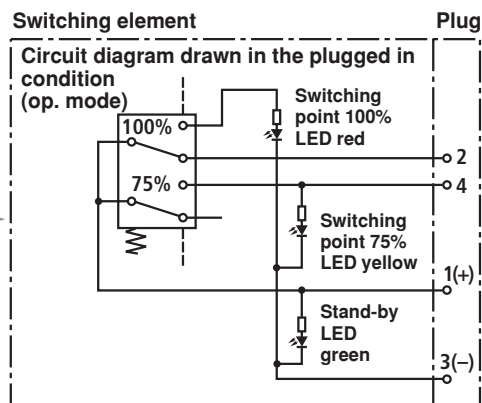 Switching element
Plug
Circuit diagram drawn in the plugged in
condition
(op. mode)
Switching
point 100%
LED red
100%
2
75%
4
Switching
point 75%
LED yellow
1(+)
Stand-by
LED
green
3(–)